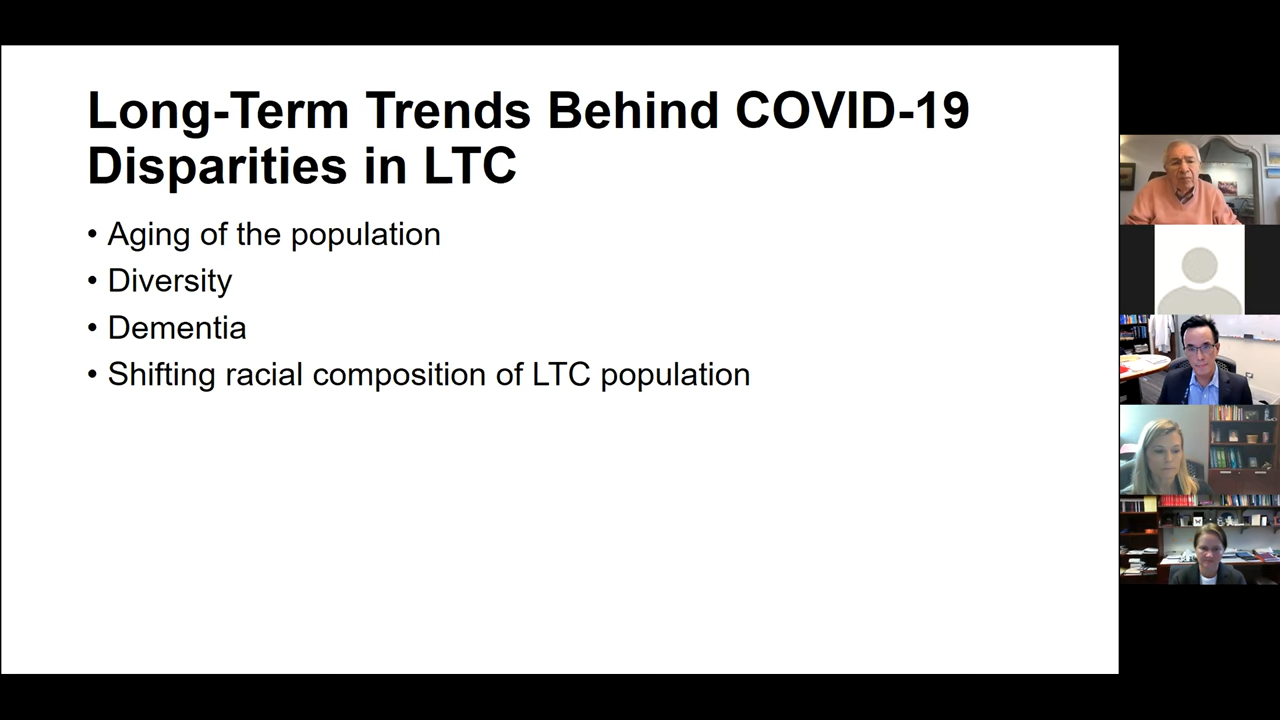 Long-Term Trends Behind COVID-19
Disparities in LTC
• Aging of the population
• Diversity
• Dementia
• Shifting racial composition of LTC population